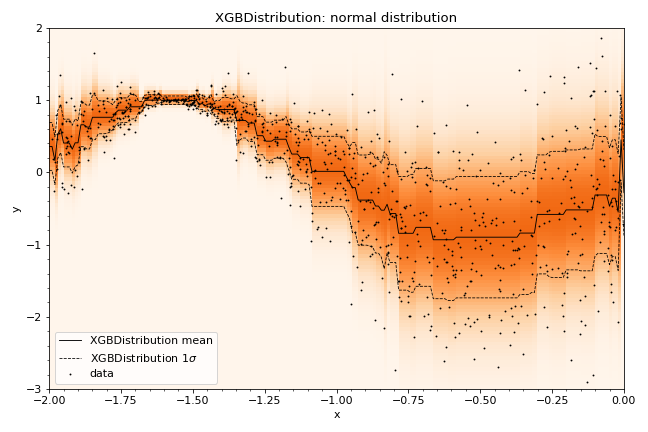 XGBDistribution: normal distribution
2
1
0
−1
−2
−3
y
XGBDistribution mean
XGBDistribution 1σ
data
−2.00 −1.75 −1.50 −1.25 −1.00 −0.75 −0.50 −0.25 0.00
x